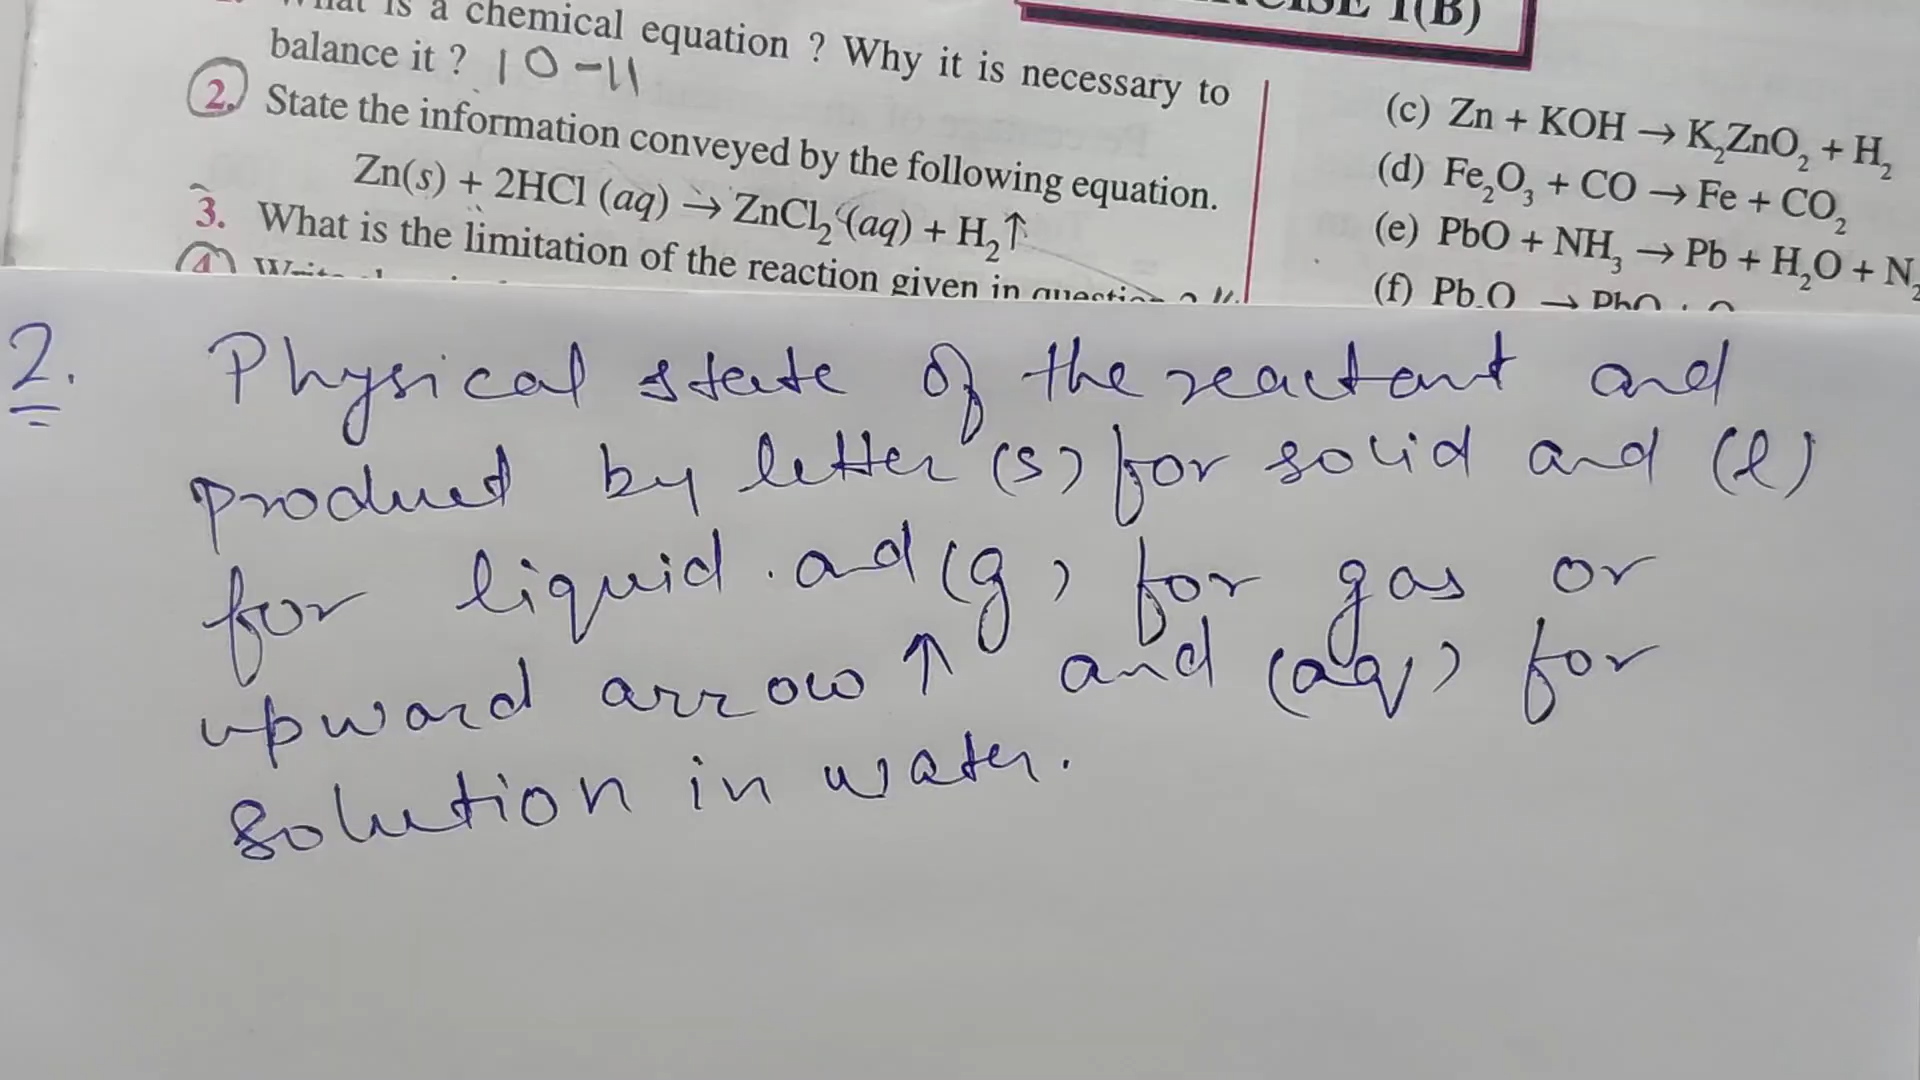 What is a chemical equation ? Why it is necessary to
balance it ? 10-11
2. State the information conveyed by the following equation.
Zn(s) + 2HCl (aq) → ZnCl₂ (aq) + H₂↑
3. What is the limitation of the reaction given in question 2
4
(B)
(c) Zn + KOH → K₂ZnO₂ + H₂
(d) Fe₂O₃ + CO → Fe + CO₂
(e) PbO + NH₃ → Pb + H₂O + N₂
(f) → PbO
2. Physical state of the reactant and
product by letter (s) for solid and (l)
for liquid . and (g) for gas or
upward arrow ↑ and (aq) for
solution in water.